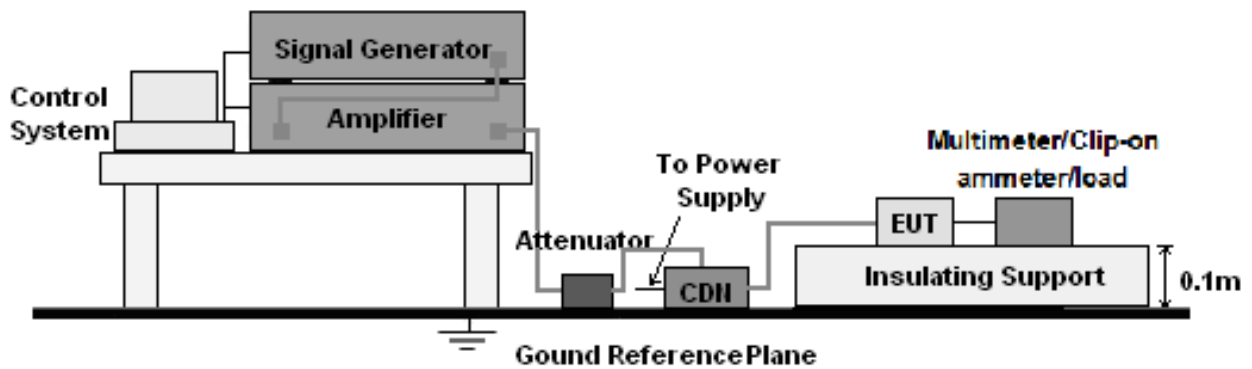 Signal Generator
Control
System
Amplifier
Multimeter/Clip-on
ammeter/load
To Power
Supply
EUT
Attenuator
CDN
Insulating Support
0.1m
Gound Reference Plane